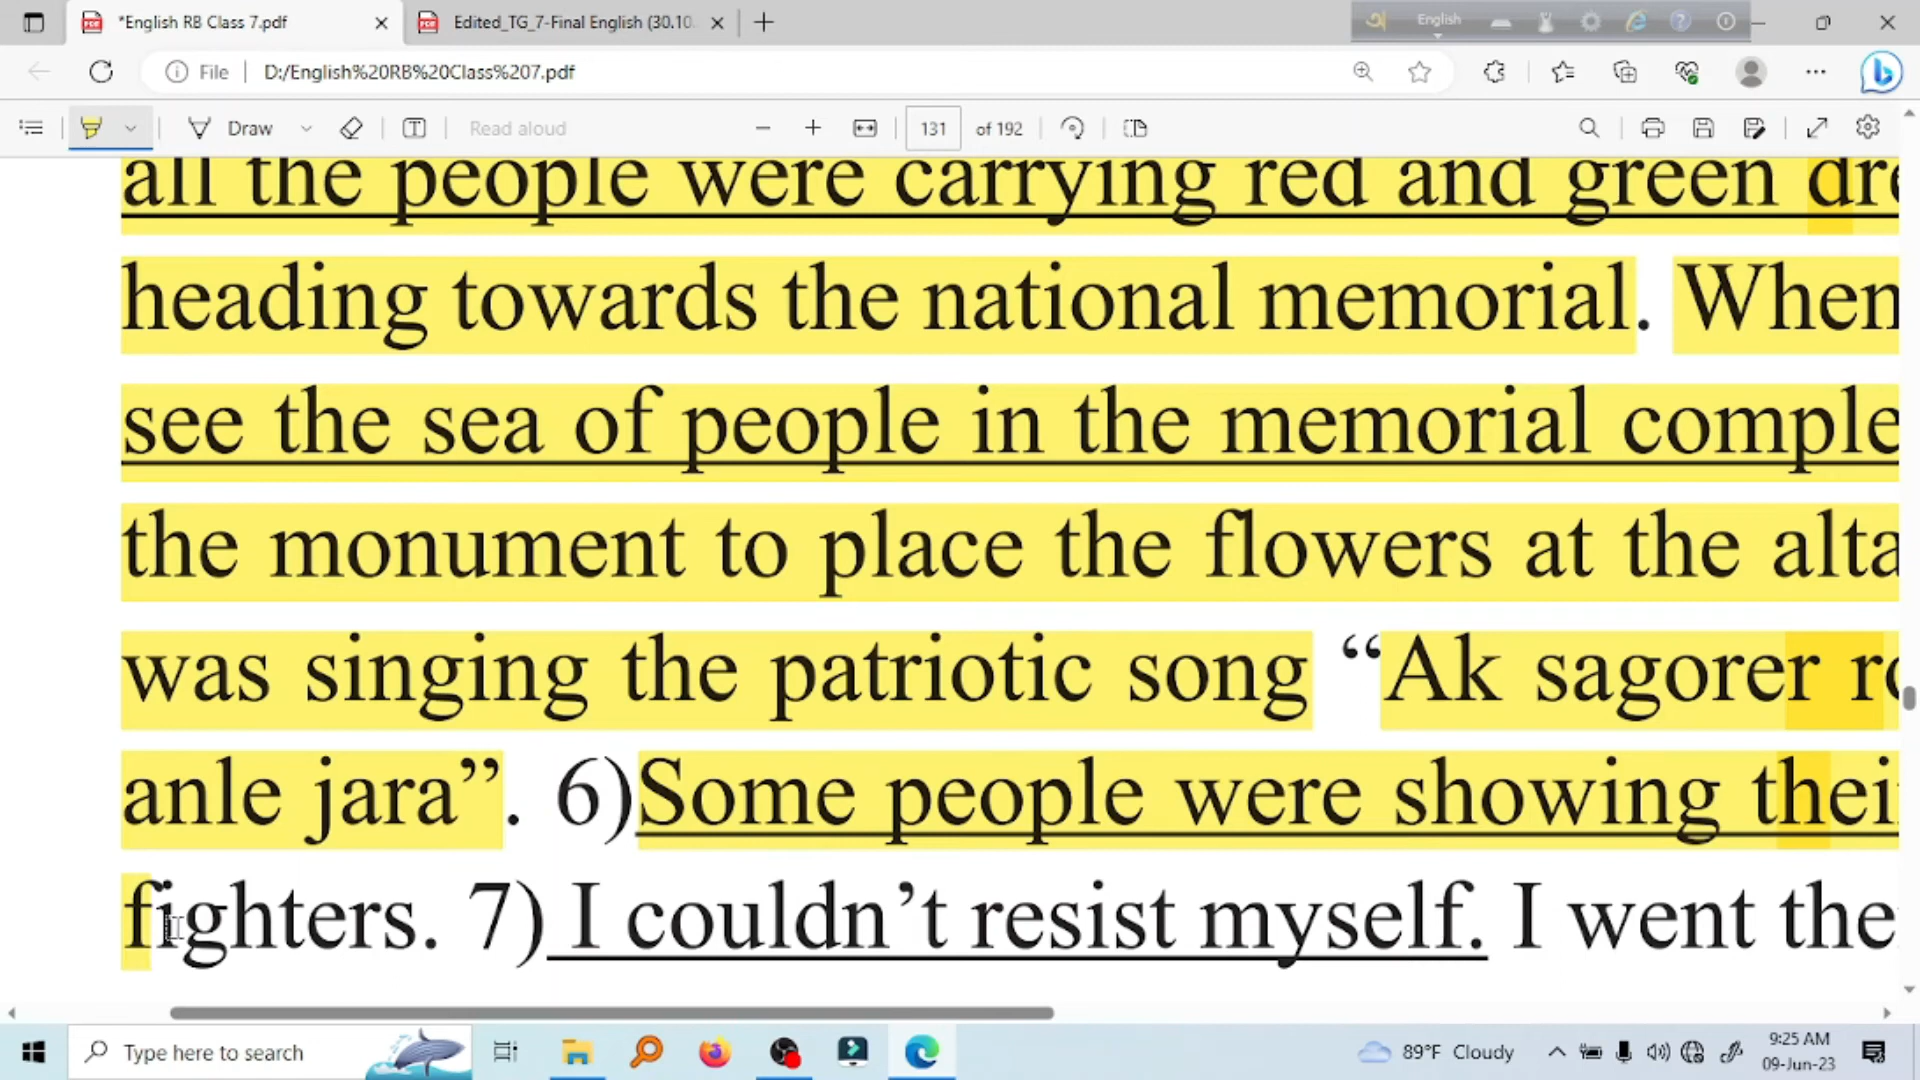 *English RB Class 7.pdf
Edited_TG_7-Final English (30.10.
English
File
D:/English%20RB%20Class%207.pdf
Draw
Read aloud
131
of 192
all the people were carrying red and green dre
heading towards the national memorial. When
see the sea of people in the memorial comple
the monument to place the flowers at the alta
was singing the patriotic song “Ak sagorer ro
anle jara”. 6)Some people were showing thei
fighters. 7) I couldn’t resist myself. I went the
Type here to search
89°F Cloudy
9:25 AM
09-Jun-23